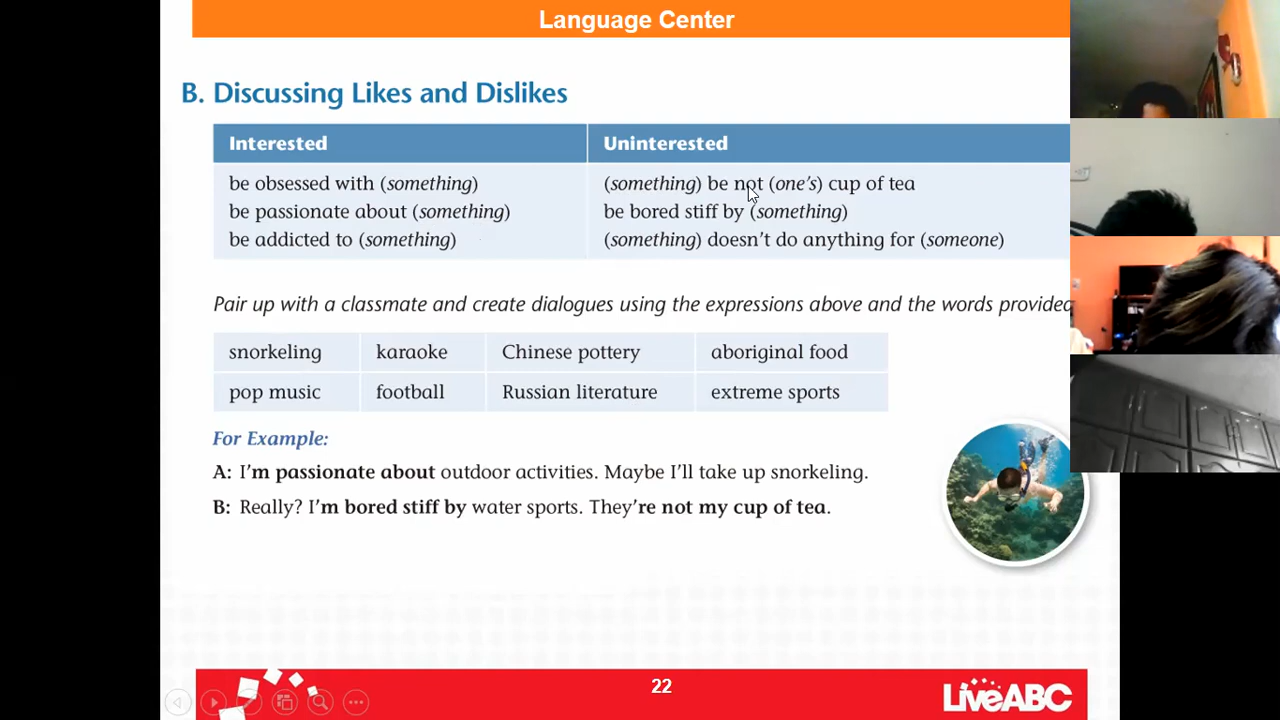 Language Center
B. Discussing Likes and Dislikes
Interested Uninterested
be obsessed with (something) (something) be not (one's) cup of tea
be passionate about (something) be bored stiff by (something)
be addicted to (something) (something) doesn't do anything for (someone)
Pair up with a classmate and create dialogues using the expressions above and the words provided
snorkeling karaoke Chinese pottery aboriginal food
pop music football Russian literature extreme sports
For Example:
A: I'm passionate about outdoor activities. Maybe I'll take up snorkeling.
B: Really? I'm bored stiff by water sports. They're not my cup of tea.
22
LiveABC